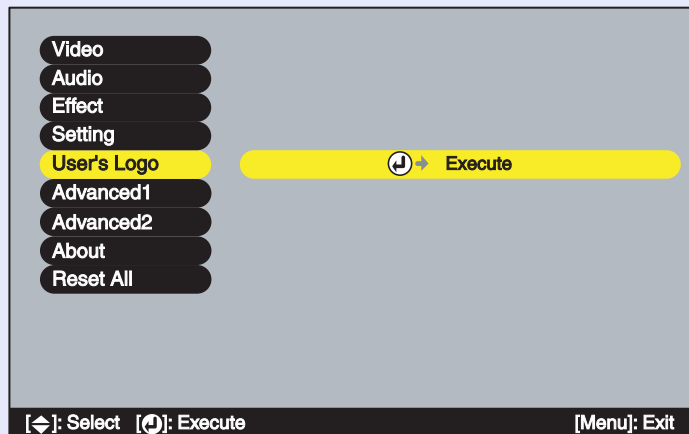 Video
Audio
Effect
Setting
User's Logo
Execute
Advanced1
Advanced2
About
Reset All
[]: Select []: Execute [Menu]: Exit